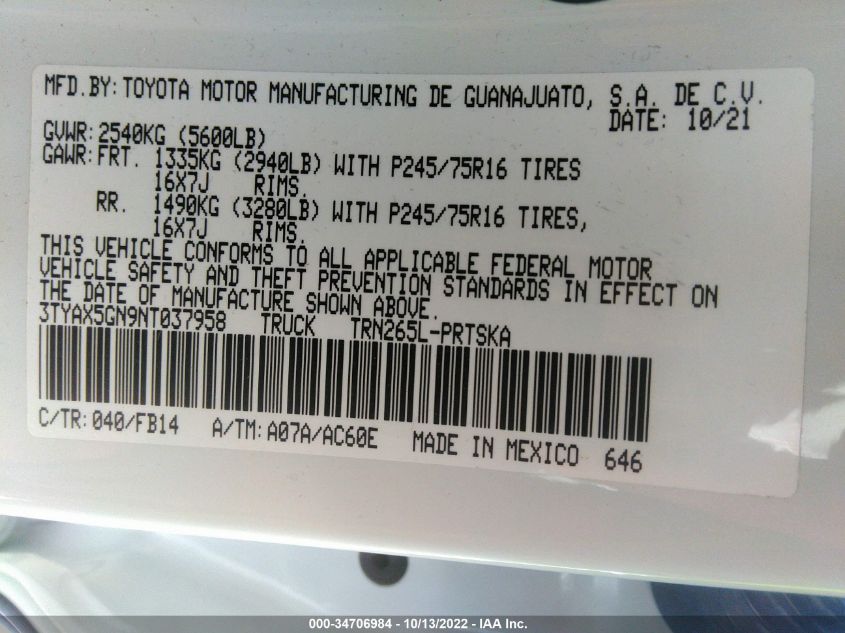 MFD.BY: TOYOTA MOTOR MANUFACTURING DE GUANAJUATO, S.A. DE C.V.
DATE: 10/21
GVWR: 2540KG (5600LB)
GAWR: FRT. 1335KG (2940LB) WITH P245/75R16 TIRES
16X7J RIMS.
RR. 1490KG (3280LB) WITH P245/75R16 TIRES,
16X7J RIMS.
THIS VEHICLE CONFORMS TO ALL APPLICABLE FEDERAL MOTOR
VEHICLE SAFETY AND THEFT PREVENTION STANDARDS IN EFFECT ON
THE DATE OF MANUFACTURE SHOWN ABOVE.
3TYAX5GN9NT037958 TRUCK TRN265L-PRTSKA
C/TR: 040/FB14 A/TM: A07A/AC60E MADE IN MEXICO 646
000-34706984 - 10/13/2022 - IAA Inc.